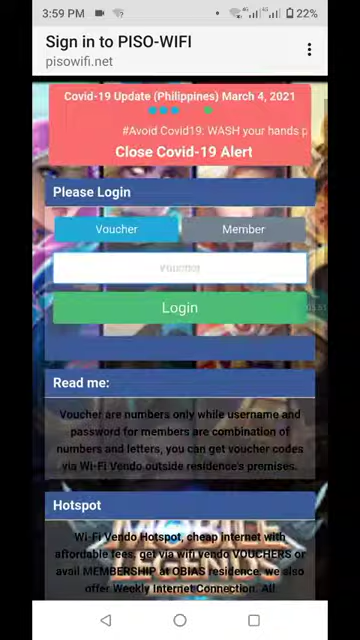 3:59 PM
22%
Sign in to PISO-WIFI
pisowifi.net
Covid-19 Update (Philippines) March 4, 2021
#Avoid Covid19: WASH your hands p
Close Covid-19 Alert
Please Login
Voucher Member
Voucher
Login
05:51
Read me:
Voucher are numbers only while username and
password for members are combination of
numbers and letters, you can get voucher codes
via Wi-Fi Vendo outside residence's premises.
Hotspot
Wi-Fi Vendo Hotspot, cheap internet with
affordable fees. get via wifi vendo VOUCHERS or
avail MEMBERSHIP at OBIAS residence. we also
offer Weekly Internet Connection. All